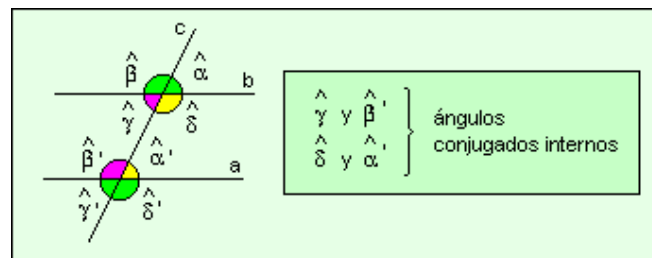 c
β̂ α̂ b
γ̂ δ̂
β̂' α̂' a
γ̂' δ̂'
γ̂ y β̂'
δ̂ y α̂'
ángulos
conjugados internos